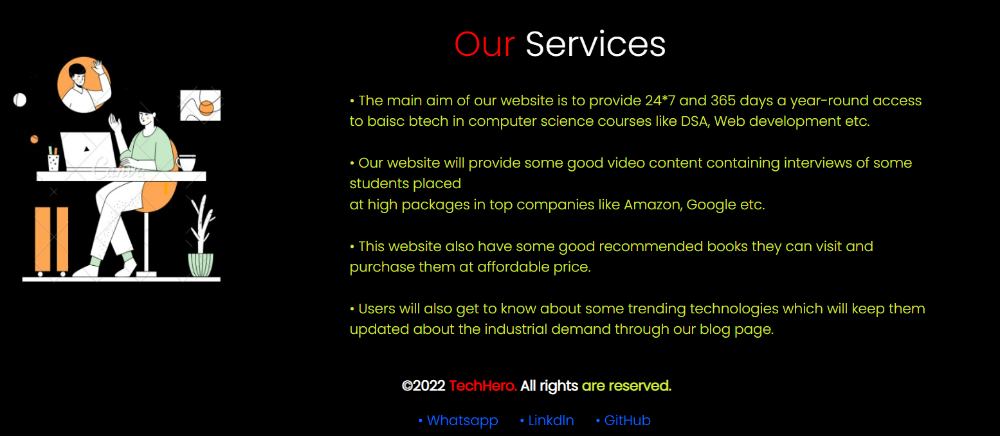 Our Services
• The main aim of our website is to provide 24*7 and 365 days a year-round access
to baisc btech in computer science courses like DSA, Web development etc.
• Our website will provide some good video content containing interviews of some
students placed
at high packages in top companies like Amazon, Google etc.
• This website also have some good recommended books they can visit and
purchase them at affordable price.
• Users will also get to know about some trending technologies which will keep them
updated about the industrial demand through our blog page.
Canva
©2022 TechHero. All rights are reserved.
• Whatsapp • Linkdln • GitHub